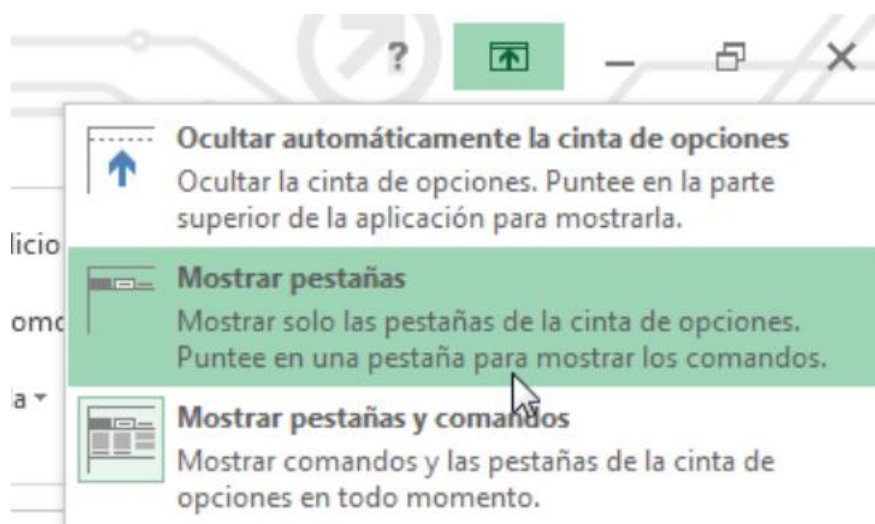 ?
Ocultar automáticamente la cinta de opciones
Ocultar la cinta de opciones. Puntee en la parte
superior de la aplicación para mostrarla.
licio
Mostrar pestañas
Mostrar solo las pestañas de la cinta de opciones.
omo
Puntee en una pestaña para mostrar los comandos.
a
Mostrar pestañas y comandos
Mostrar comandos y las pestañas de la cinta de
opciones en todo momento.